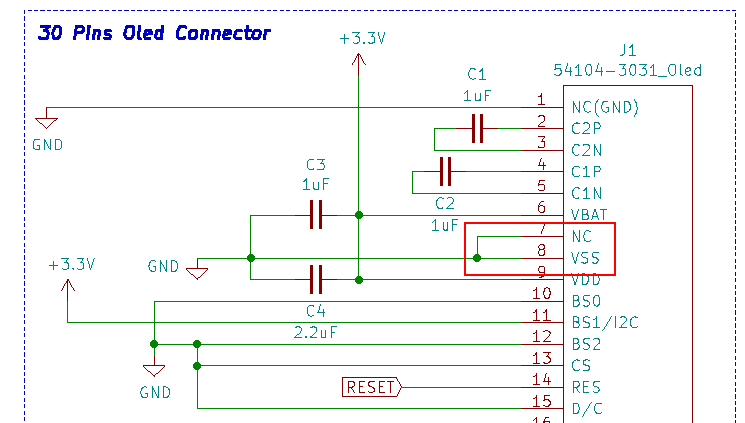 30 Pins Oled Connector
+3.3V
J1
54104-3031_Oled
C1
1uF
1 NC(GND)
GND
2 C2P
3 C2N
C3
1uF
4 C1P
5 C1N
C2
1uF
6 VBAT
7 NC
GND
8 VSS
+3.3V
9 VDD
10 BS0
C4
2.2uF
11 BS1/I2C
12 BS2
13 CS
GND
RESET
14 RES
15 D/C
16